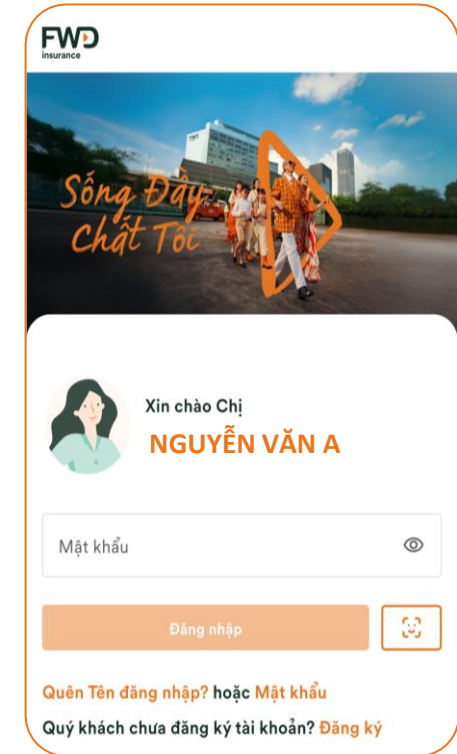 FWD
insurance
Sống Đầy
Chất Tôi
Xin chào Chị
NGUYỄN VĂN A
Mật khẩu
Đăng nhập
Quên Tên đăng nhập? hoặc Mật khẩu
Quý khách chưa đăng ký tài khoản? Đăng ký